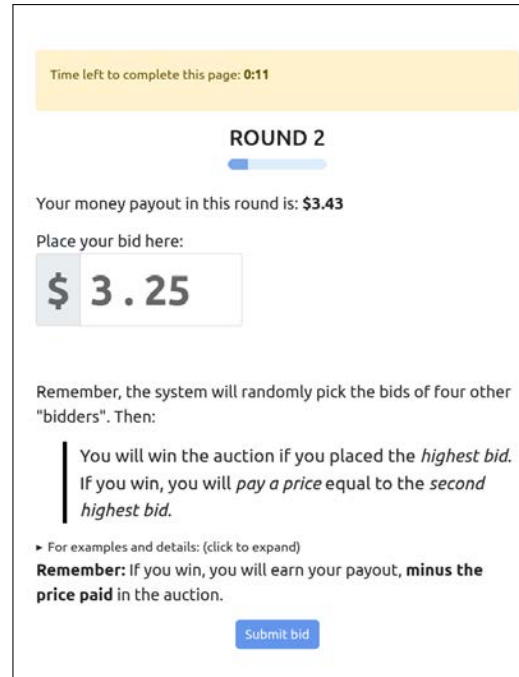 Time left to complete this page: 0:11
ROUND 2
Your money payout in this round is: $3.43
Place your bid here:
$ 3.25
Remember, the system will randomly pick the bids of four other
"bidders". Then:
You will win the auction if you placed the highest bid.
If you win, you will pay a price equal to the second
highest bid.
▸ For examples and details: (click to expand)
Remember: If you win, you will earn your payout, minus the
price paid in the auction.
Submit bid